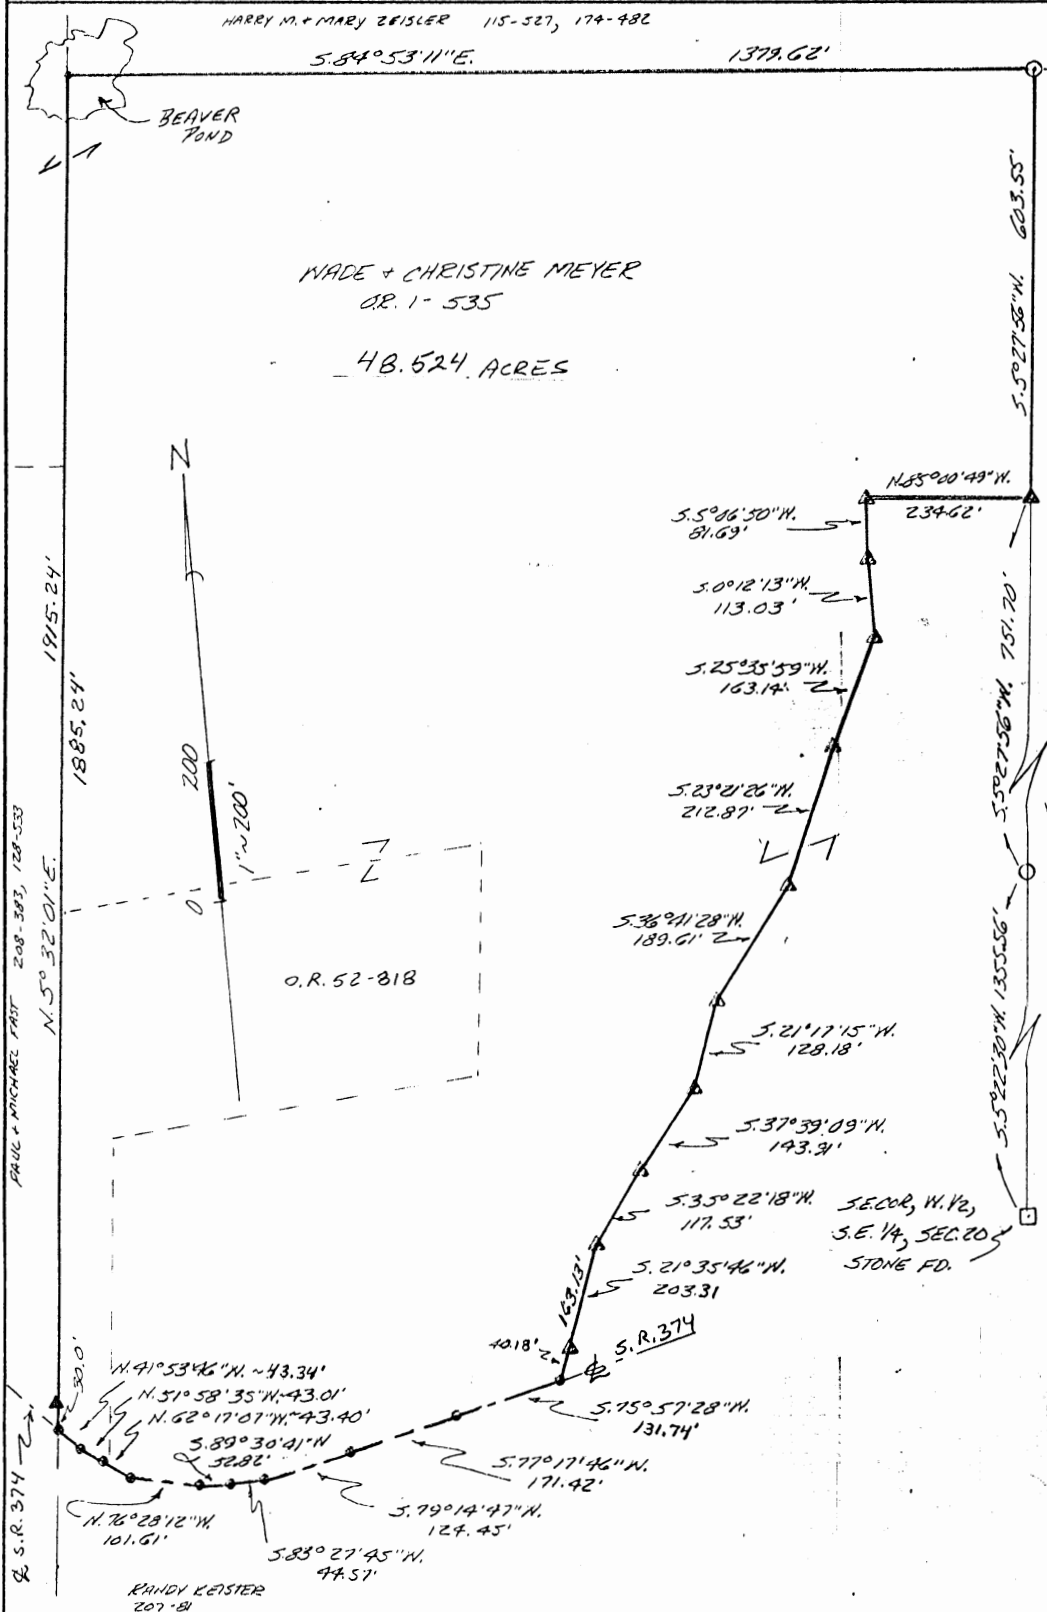 HARRY M. + MARY ZEISLER 115-527, 174-482
S.84°53'11"E. 1379.62'
BEAVER
POND
S.5°27'56"W. 603.55'
WADE + CHRISTINE MEYER
O.R. 1-535
48.524 ACRES
N
N.85°00'49"W.
234.62'
S.5°06'50"W.
81.69'
S.0°12'13"W.
113.03'
S.25°35'59"W.
163.14'
S.23°21'26"W.
212.87'
S.5°27'56"W. 751.70'
1915.24'
1885.24'
N.5°32'01"E.
PAUL + MICHAEL FAST 208-383, 128-533
200
0
1"~200'
Z
O.R. 52-818
S.36°41'28"W.
189.61'
S.21°17'15"W.
128.18'
S.5°22'30"W. 1355.56'
S.37°39'09"W.
143.91'
S.35°22'18"W.
117.53'
S.E.COR, W.1/2,
S.E. 1/4, SEC.20
STONE FD.
S.21°35'46"W.
203.31
163.13'
40.18'
S.R.374
30.0'
N.41°53'46"W. ~43.34'
N.51°58'35"W.~43.01'
N.62°17'07"W.~43.40'
S.89°30'41"W
52.82'
S.75°57'28"W.
131.74'
S.77°17'46"W.
171.42'
S.79°14'47"W.
124.45'
S.83°27'45"W.
44.57'
N.76°28'12"W.
101.61'
℄ S.R.374
RANDY KEISTER
207-81